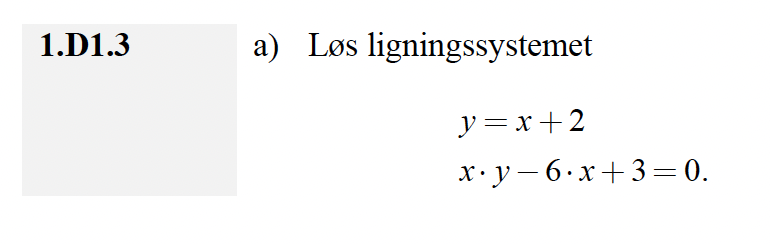 1.D1.3 a) Løs ligningssystemet
y = x + 2
x · y − 6 · x + 3 = 0.